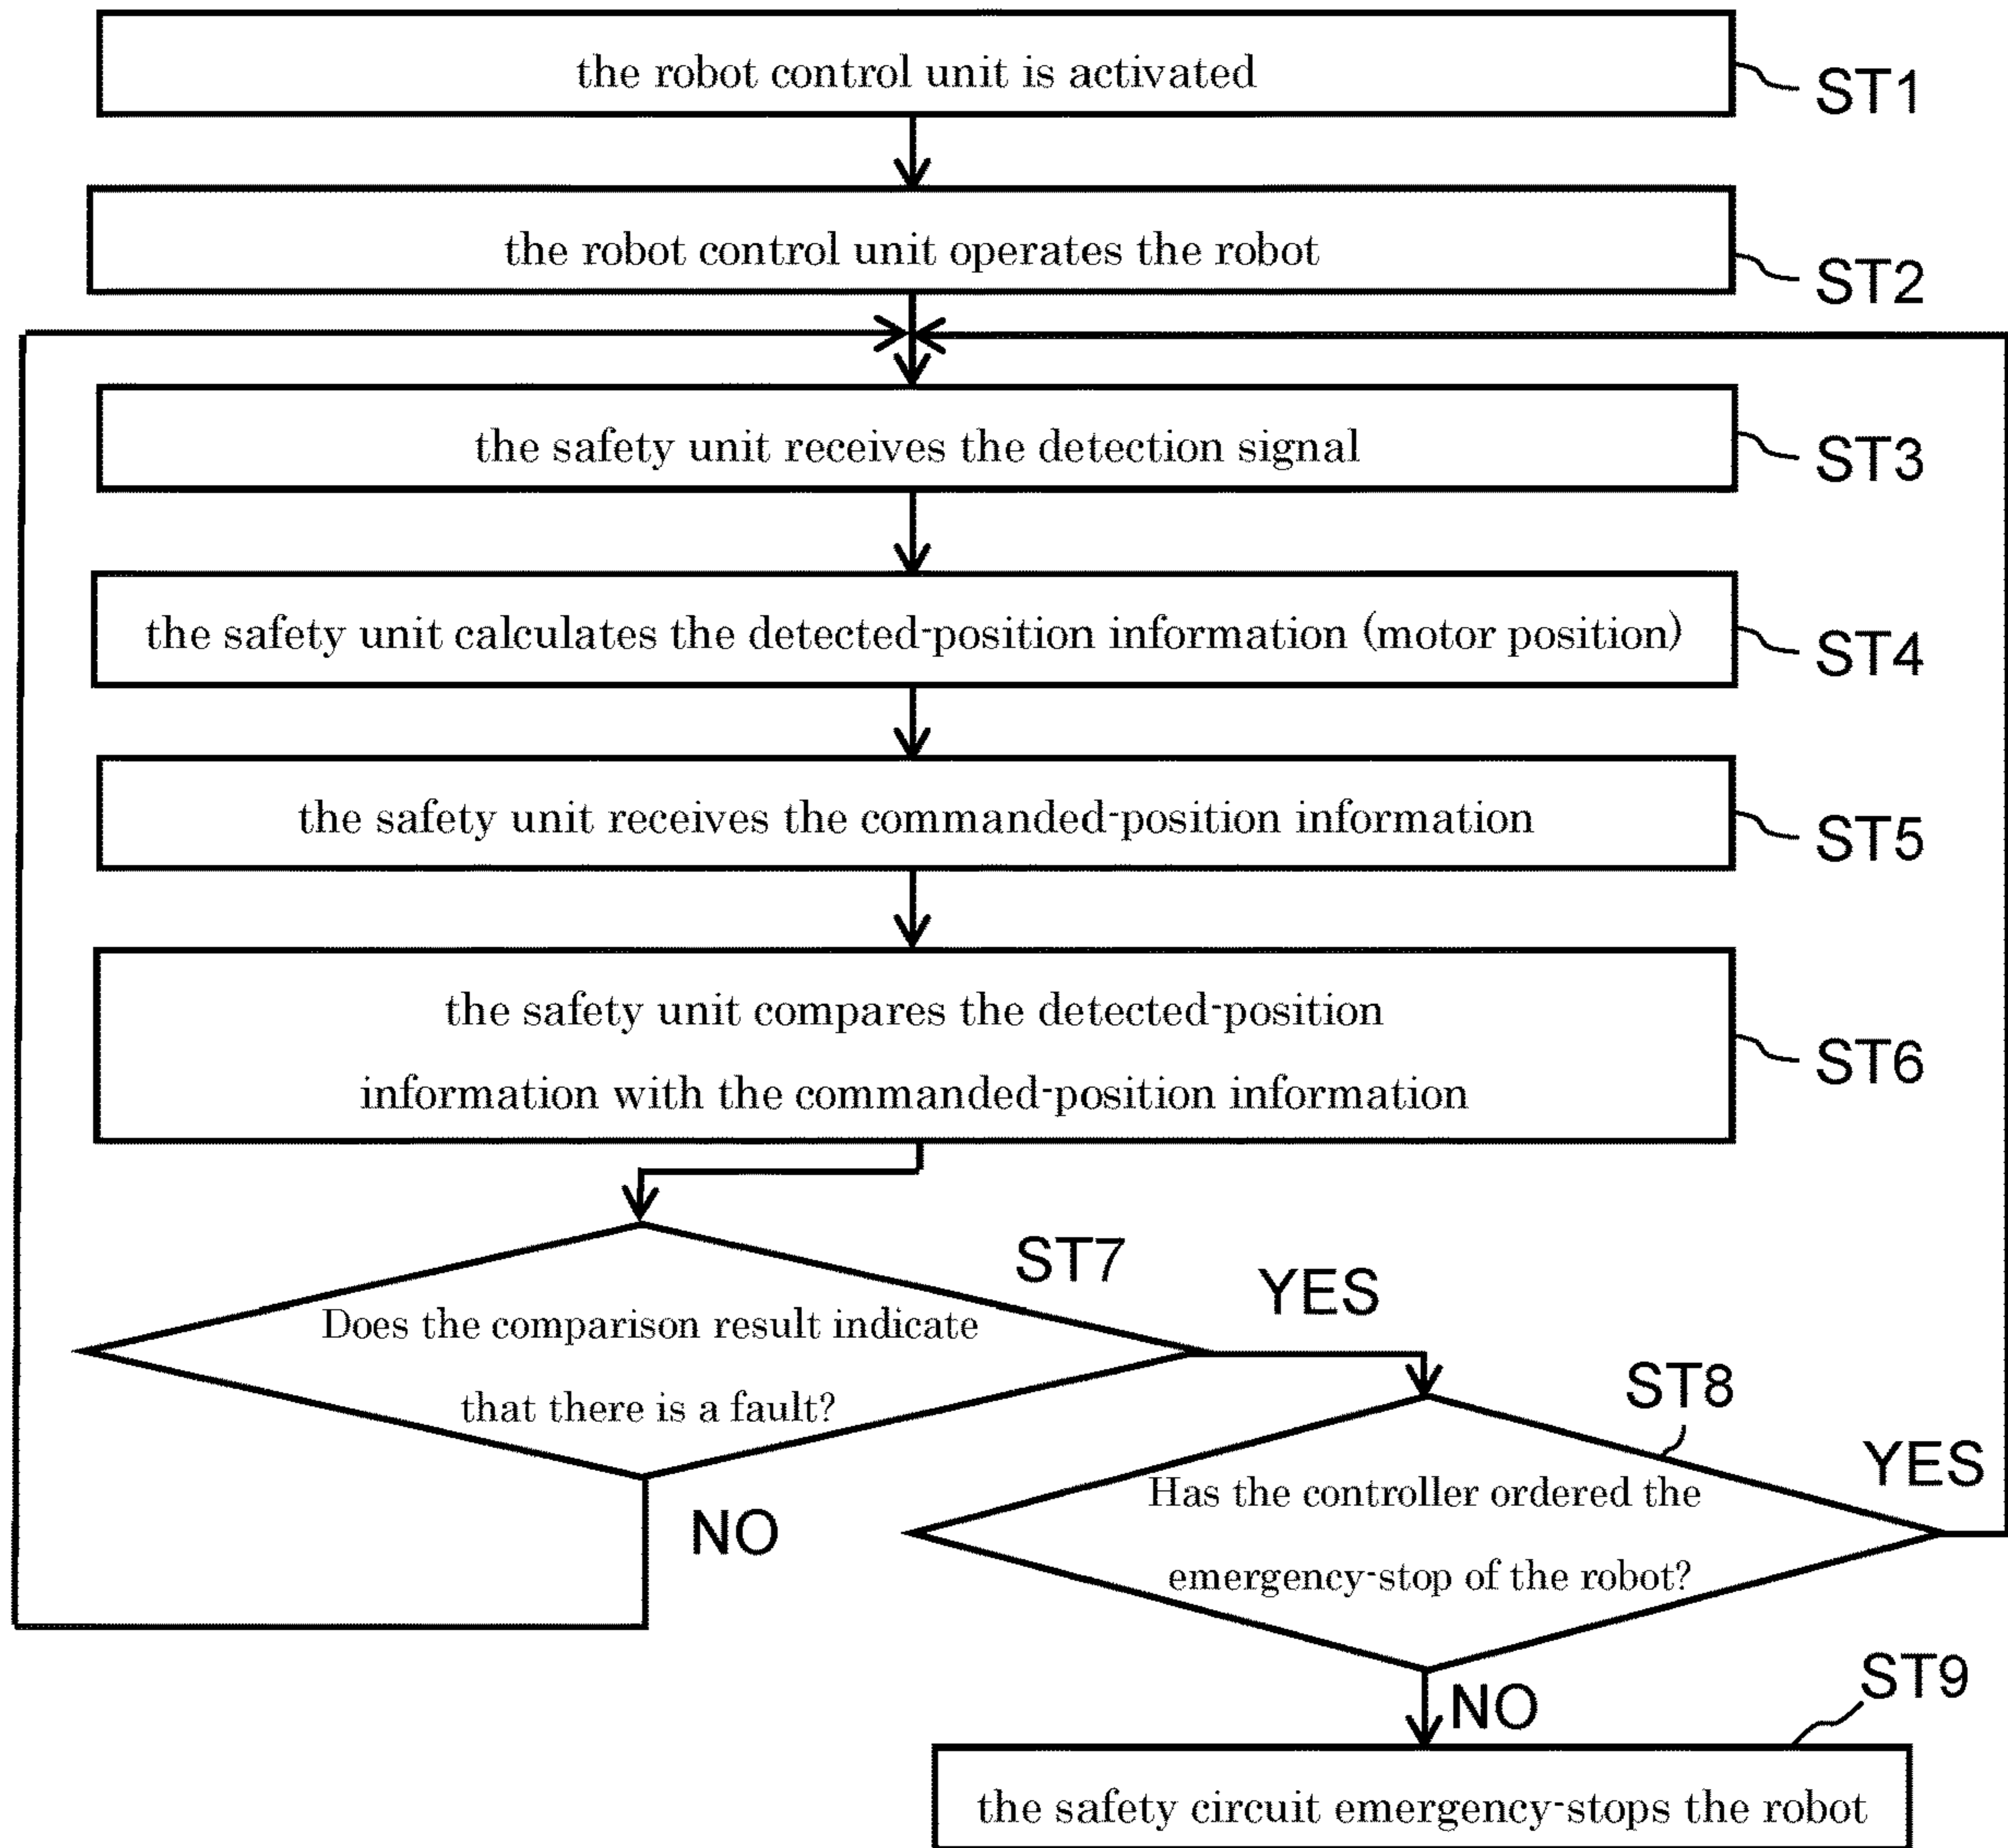 the robot control unit is activated
ST1
the robot control unit operates the robot
ST2
the safety unit receives the detection signal
ST3
the safety unit calculates the detected-position information (motor position)
ST4
the safety unit receives the commanded-position information
ST5
the safety unit compares the detected-position
information with the commanded-position information
ST6
ST7
YES
Does the comparison result indicate
that there is a fault?
NO
ST8
YES
Has the controller ordered the
emergency-stop of the robot?
NO
ST9
the safety circuit emergency-stops the robot